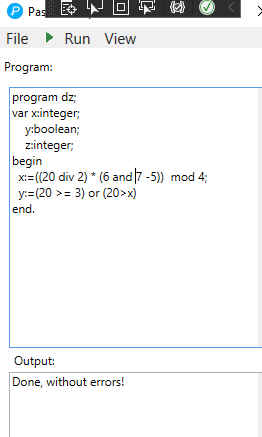 Pas
File Run View
Program:
program dz;
var x:integer;
y:boolean;
z:integer;
begin
x:=((20 div 2) * (6 and 7 -5)) mod 4;
y:=(20 >= 3) or (20>x)
end.
Output:
Done, without errors!